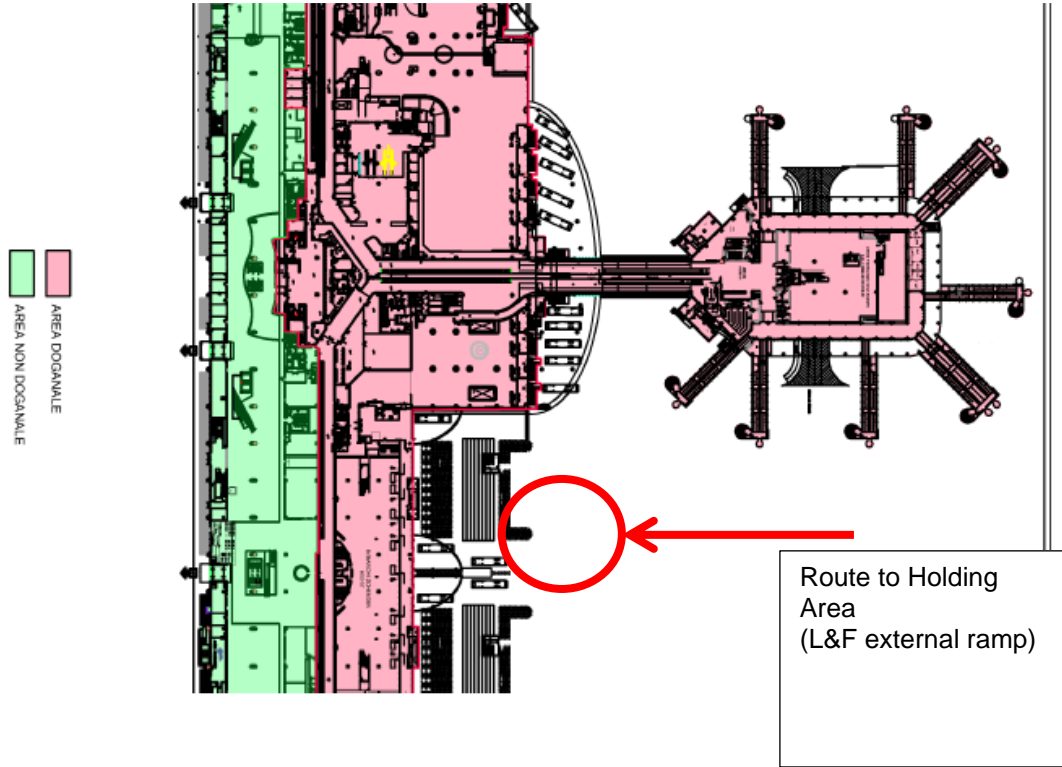 AREA DOGANALE
AREA NON DOGANALE
Route to Holding
Area
(L&F external ramp)